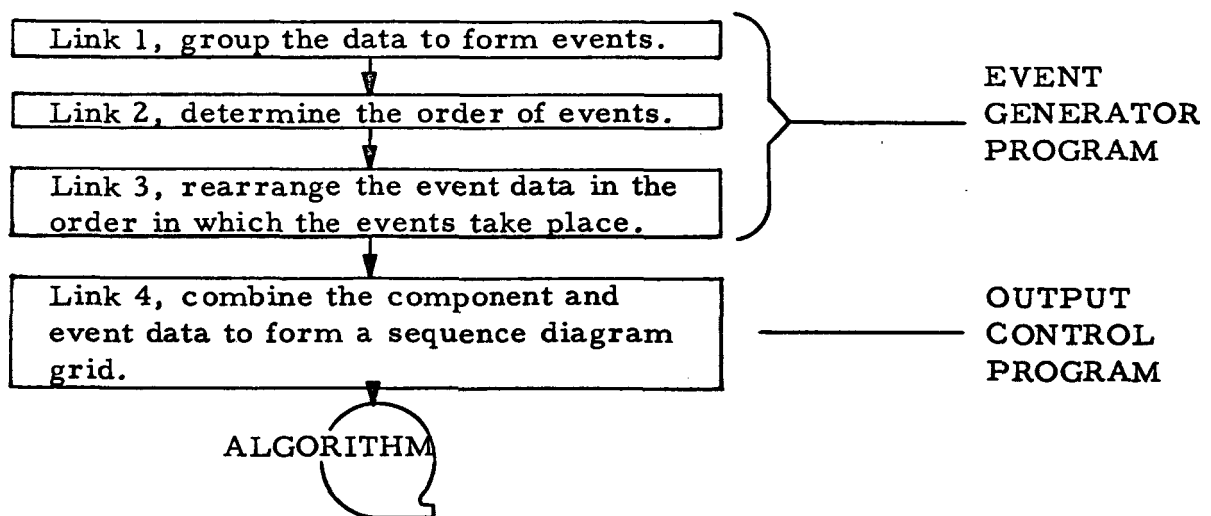 Link 1, group the data to form events.
Link 2, determine the order of events.
Link 3, rearrange the event data in the
order in which the events take place.
EVENT
GENERATOR
PROGRAM
Link 4, combine the component and
event data to form a sequence diagram
grid.
OUTPUT
CONTROL
PROGRAM
ALGORITHM